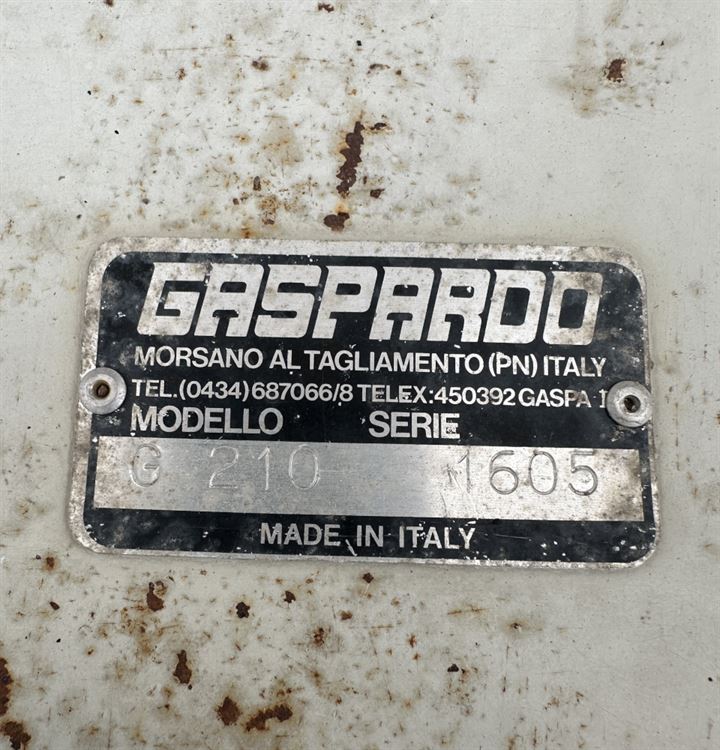 GASPARDO
MORSANO AL TAGLIAMENTO (PN) ITALY
TEL.(0434)687066/8 TELEX:450392 GASPA I
MODELLO SERIE
G 210 1605
MADE IN ITALY